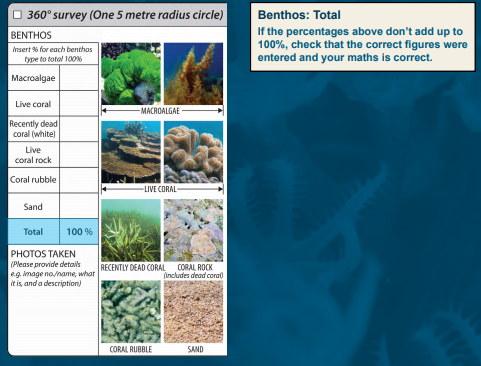 360° survey (One 5 metre radius circle)
BENTHOS
Insert % for each benthos
type to total 100%
Macroalgae
Live coral
Recently dead
coral (white)
Live
coral rock
Coral rubble
Sand
Total 100 %
PHOTOS TAKEN
(Please provide details
e.g. image no./name, what
it is, and a description)
MACROALGAE
LIVE CORAL
RECENTLY DEAD CORAL
CORAL ROCK
(includes dead coral)
CORAL RUBBLE
SAND
Benthos: Total
If the percentages above don't add up to
100%, check that the correct figures were
entered and your maths is correct.